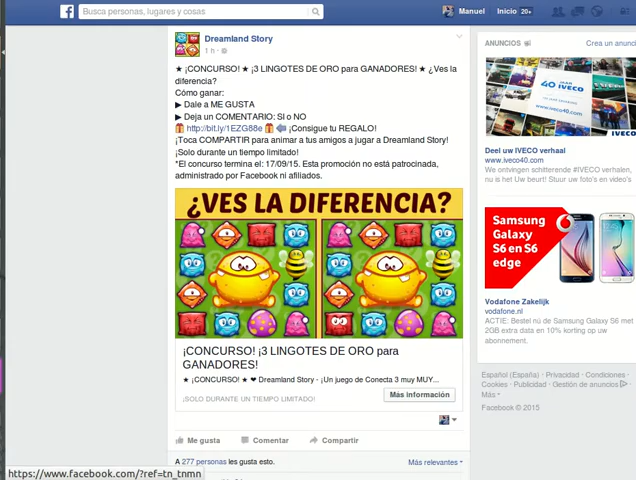 Busca personas, lugares y cosas
Manuel
Inicio 20+
Dreamland Story
1 h ·
★ ¡CONCURSO! ★ ¡3 LINGOTES DE ORO para GANADORES! ★ ¿Ves la
diferencia?
Cómo ganar:
▶ Dale a ME GUSTA
▶ Deja un COMENTARIO: SI o NO
http://bit.ly/1EZG88e ¡Consigue tu REGALO!
¡Toca COMPARTIR para animar a tus amigos a jugar a Dreamland Story!
¡Solo durante un tiempo limitado!
*El concurso termina el: 17/09/15. Esta promoción no está patrocinada,
administrado por Facebook ni afiliados.
¿VES LA DIFERENCIA?
¡CONCURSO! ¡3 LINGOTES DE ORO para
GANADORES!
★ ¡CONCURSO! ★ ❤ Dreamland Story - ¡Un juego de Conecta 3 muy MUY...
¡SOLO DURANTE UN TIEMPO LIMITADO!
Más información
Me gusta
Comentar
Compartir
A 277 personas les gusta esto.
Más relevantes
https://www.facebook.com/?ref=tn_tnmn
ANUNCIOS
Crea un anunci
40 JAAR IVECO
www.iveco40.com
Deel uw IVECO verhaal
www.iveco40.com
We ontvingen schitterende #IVECO verhalen,
nu is het Uw beurt! Stuur uw foto's en video's
Samsung
Galaxy
S6 en S6
edge
Vodafone Zakelijk
vodafone.nl
ACTIE: Bestel nú de Samsung Galaxy S6 met
2GB extra data en 10% korting op uw
abonnement.
Español (España) · Privacidad · Condiciones ·
Cookies · Publicidad · Gestión de anuncios ·
Más
Facebook © 2015